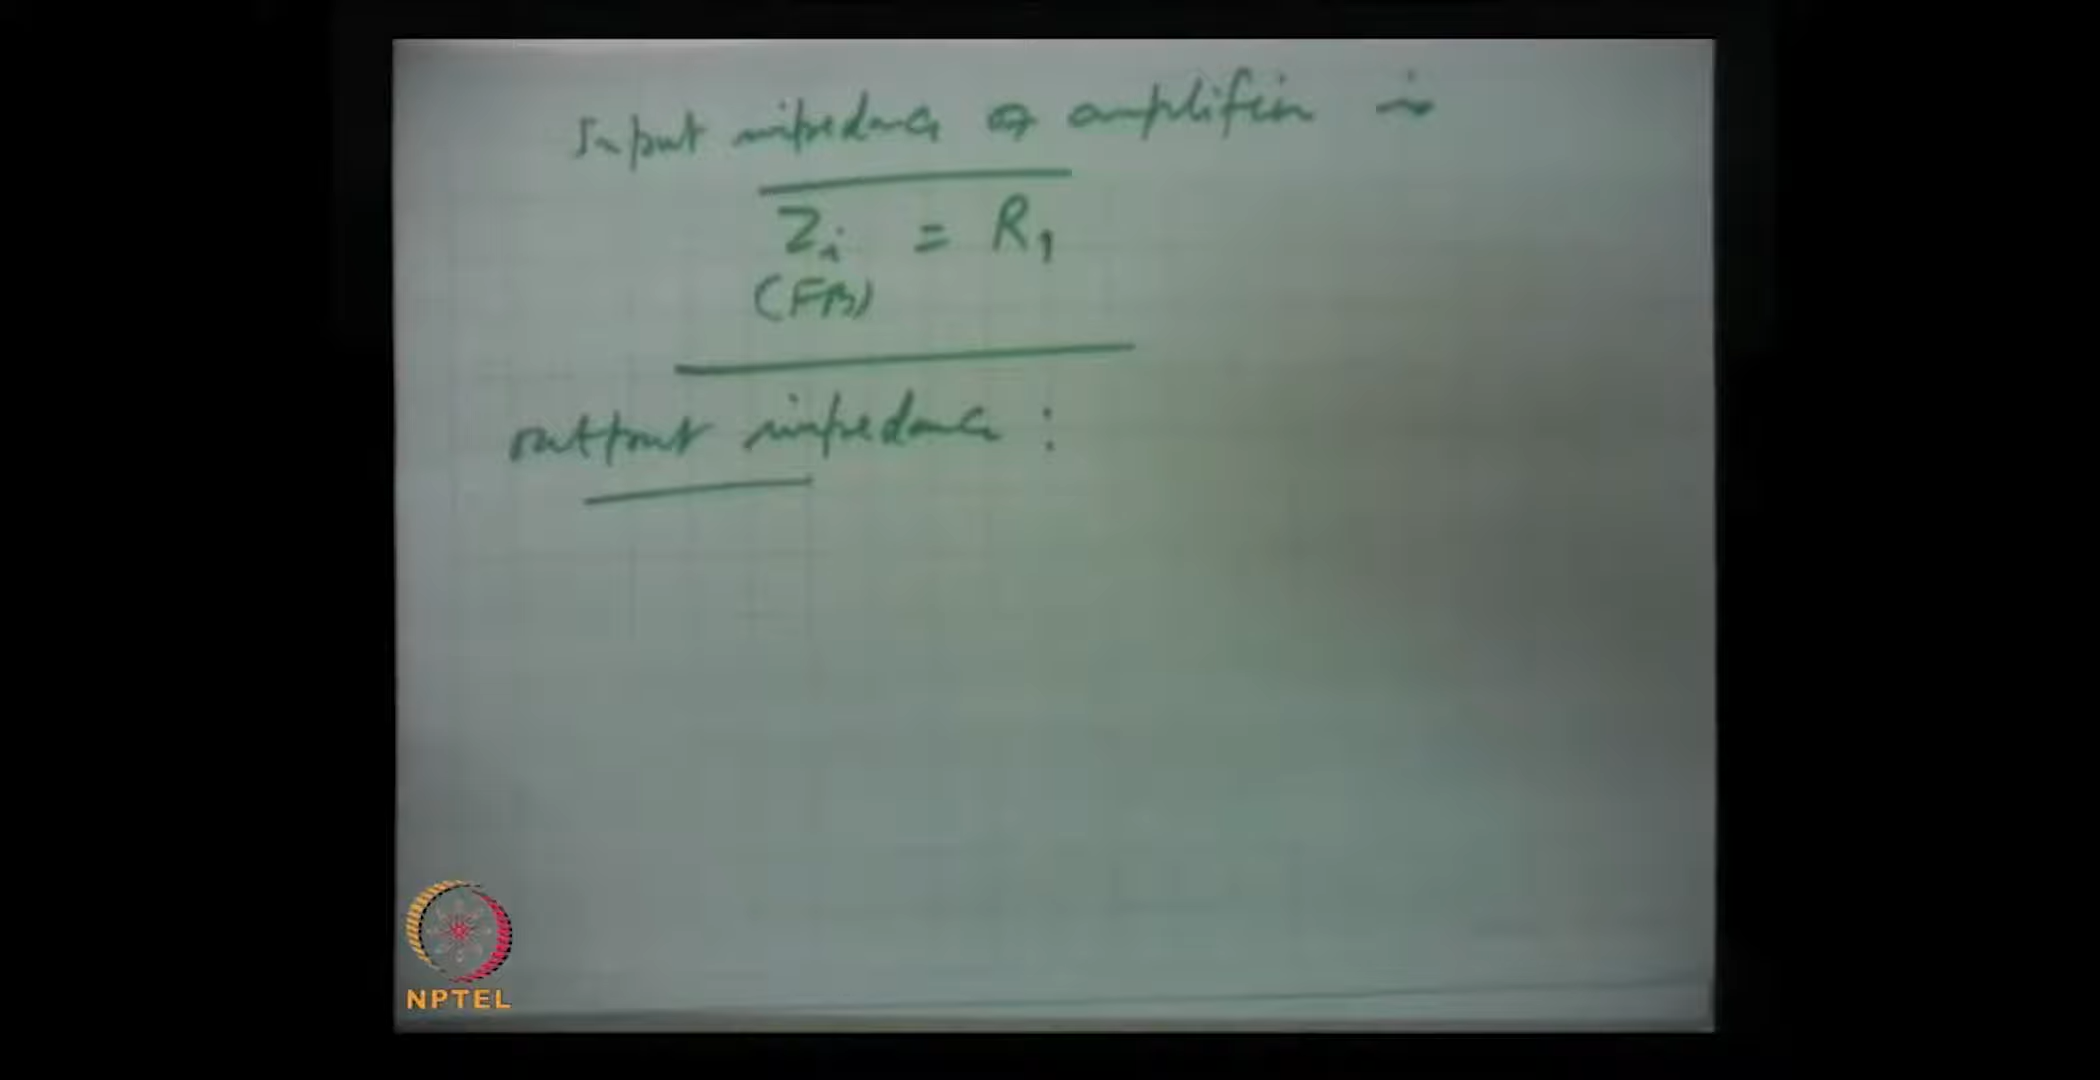 Input impedance of amplifier is
Zi = R1
(FB)
output impedance :
NPTEL